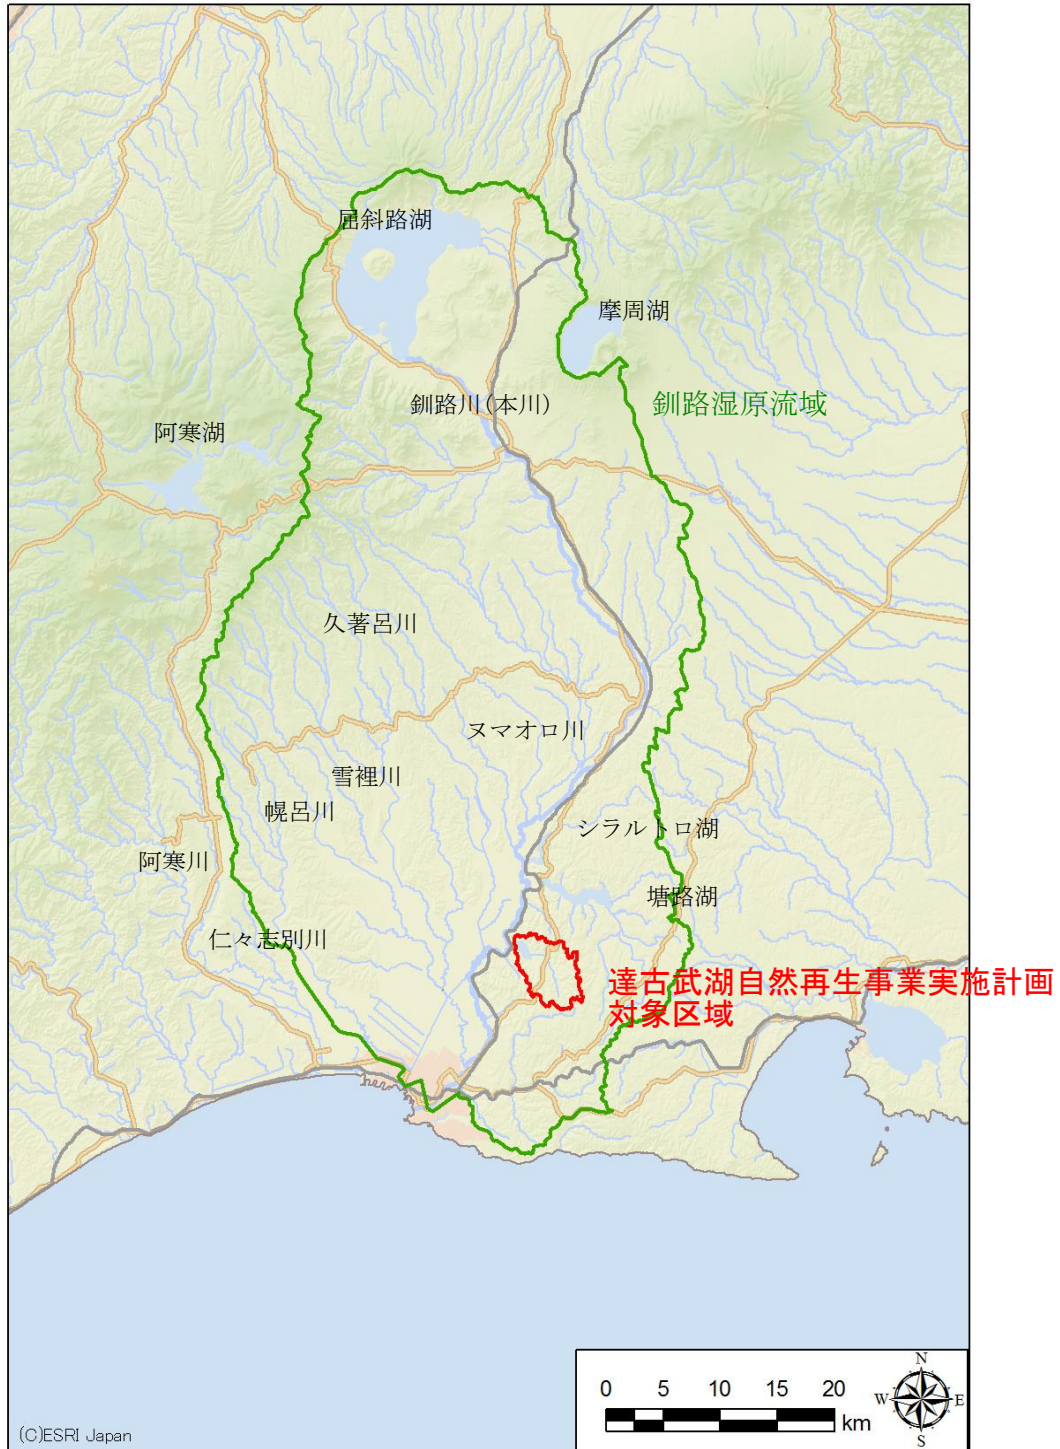 屈斜路湖
摩周湖
釧路川(本川)
釧路湿原流域
阿寒湖
久著呂川
ヌマオロ川
雪裡川
幌呂川
シラルトロ湖
阿寒川
塘路湖
仁々志別川
達古武湖自然再生事業実施計画
対象区域
N
0 5 10 15 20
W E
km
S
(C)ESRI Japan